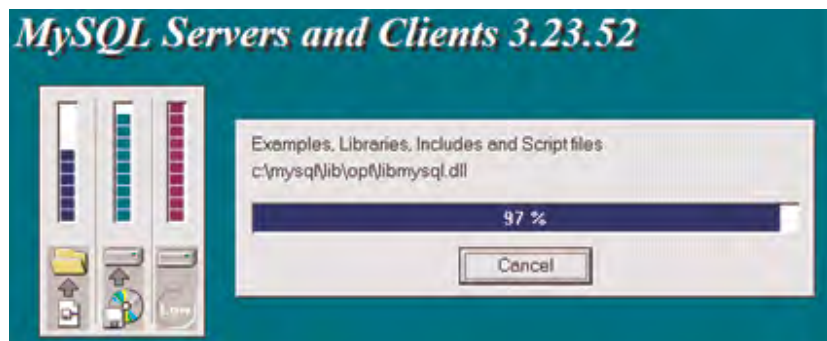 MySQL Servers and Clients 3.23.52
Examples, Libraries, Includes and Script files
c:\mysql\lib\opt\libmysql.dll
97 %
Cancel
Low